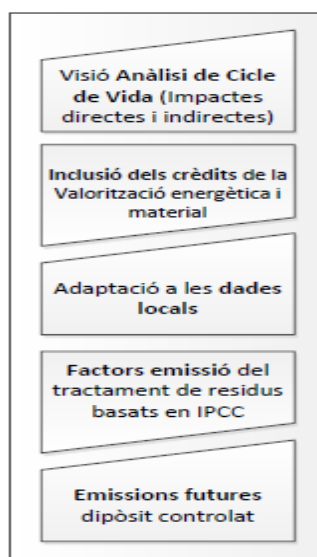 Visió Anàlisi de Cicle
de Vida (Impactes
directes i indirectes)
Inclusió dels crèdits de la
Valorització energètica i
material
Adaptació a les dades
locals
Factors emissió del
tractament de residus
basats en IPCC
Emissions futures
dipòsit controlat